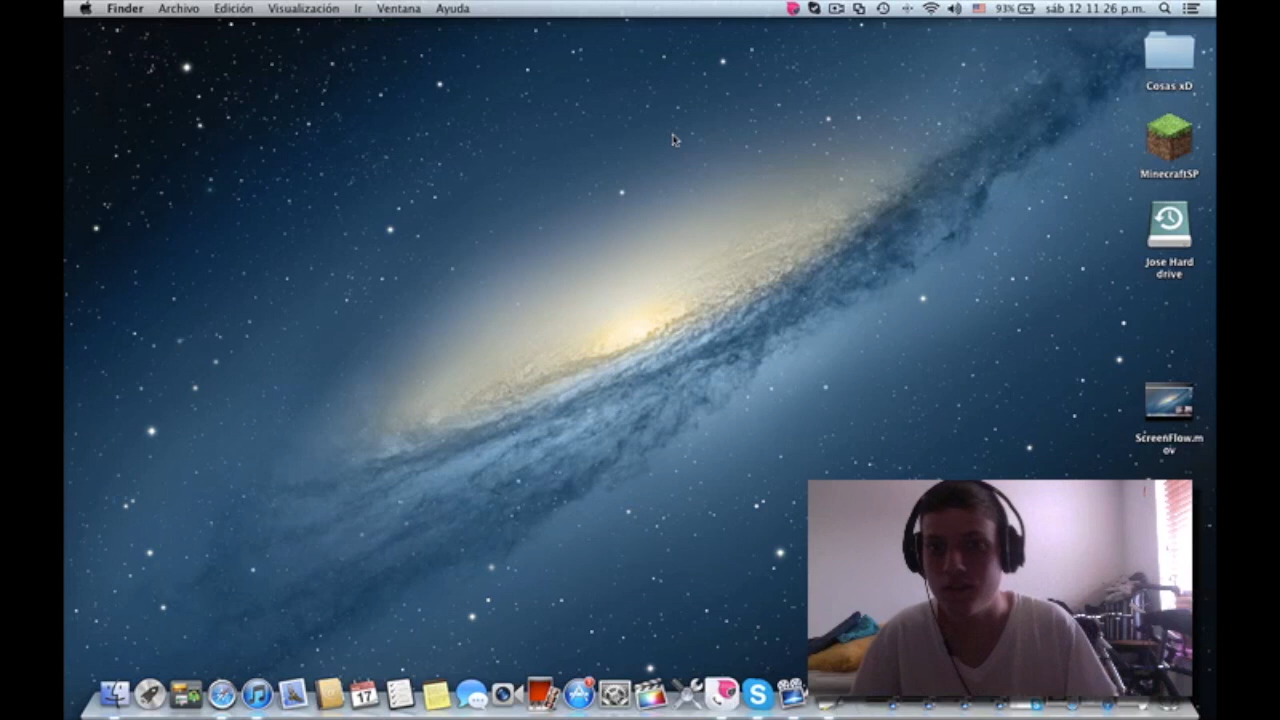 Finder Archivo Edición Visualización Ir Ventana Ayuda 93% sáb 12 11:26 p.m.
Cosas xD
MinecraftSP
Jose Hard
drive
ScreenFlow.m
ov
17